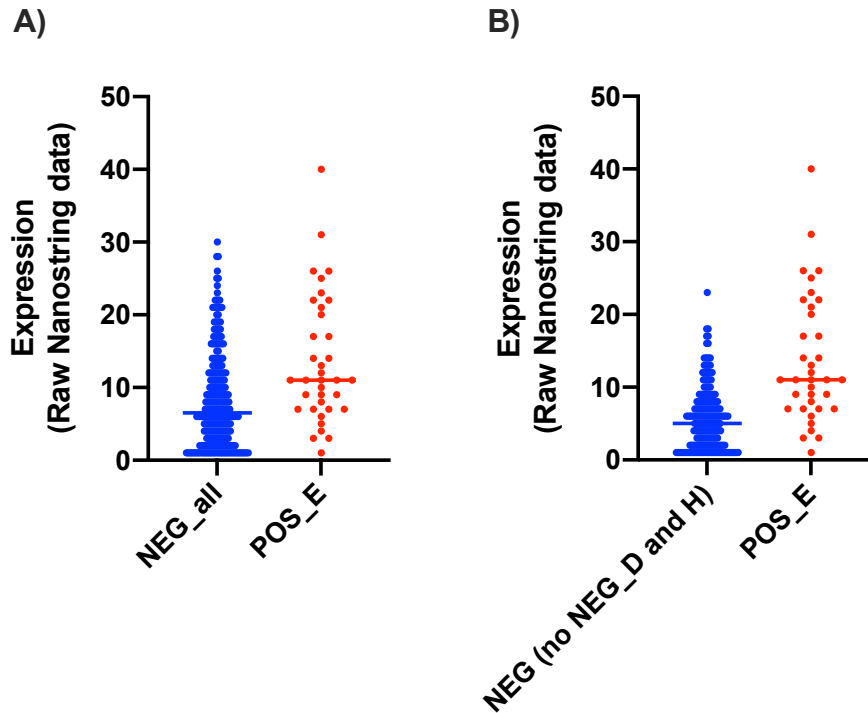 A)
Expression
(Raw Nanostring data)
50
40
30
20
10
0
NEG_all
POS_E
B)
Expression
(Raw Nanostring data)
50
40
30
20
10
0
NEG (no NEG_D and H)
POS_E